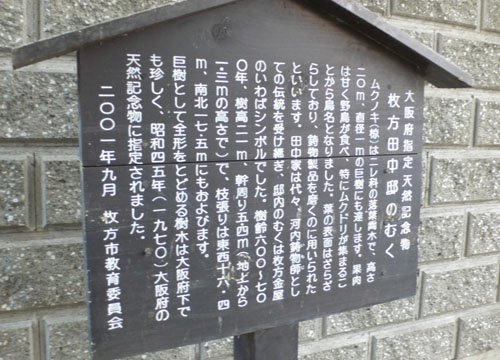 大阪府指定天然記念物
枚方田中邸のむく
ムクノキ(椋)はニレ科の落葉喬木で、高さ
二〇m、直径一mの巨樹にも達します。果肉
は甘く野鳥が食べ、特にムクドリが集まるこ
とから鳥名となりました。葉の表面はざらざ
らしており、鋳物製品を磨くのに用いられた
といいます。田中家は代々、河内鋳物師とし
ての伝統を受け継ぎ、邸内のむくは枚方金屋
のいわばシンボルでした。樹齢六〇〇〜七〇
〇年、樹高二一m、幹周り五・四m(地上から
一・三mの高さで)で、枝張りは東西十六・四
m、南北一七・五mにもおよびます。
巨樹として全形をとどめる樹木は大阪府下で
も珍しく、昭和四五年(一九七〇)大阪府の
天然記念物に指定されました。
二〇〇一年九月 枚方市教育委員会